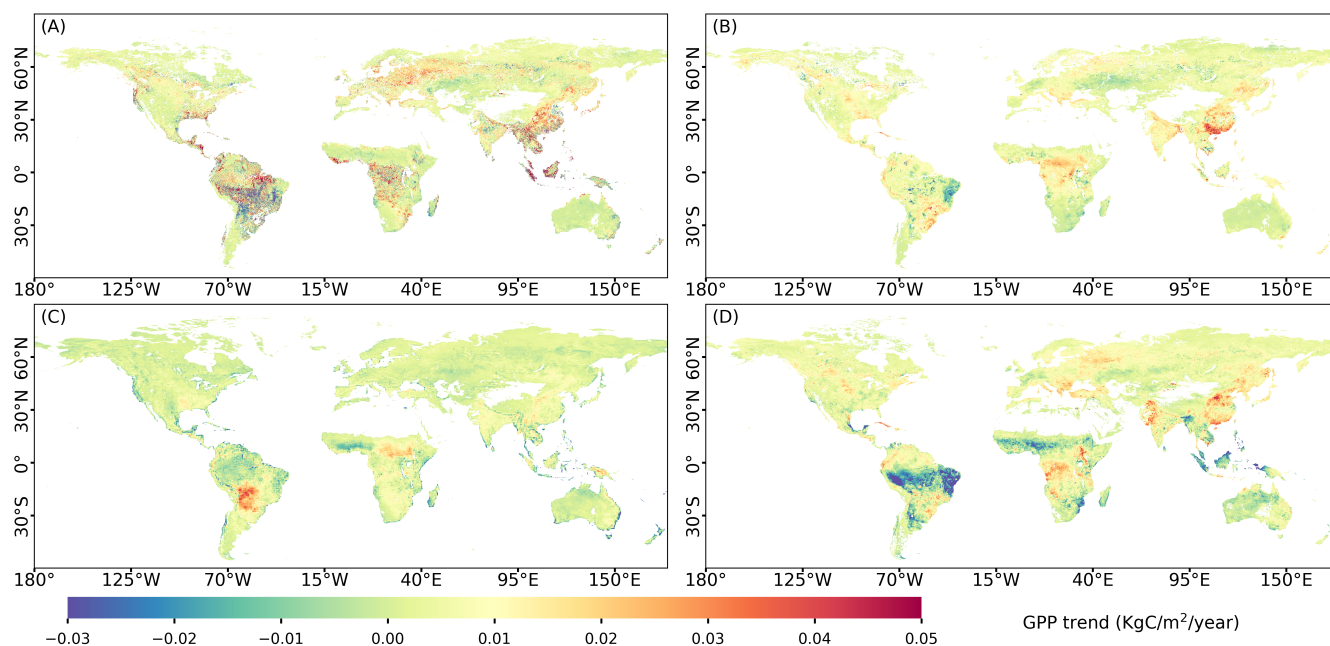 (A) (B)
60°N 60°N
30°N 30°N
0° 0°
30°S 30°S
180° 125°W 70°W 15°W 40°E 95°E 150°E 180° 125°W 70°W 15°W 40°E 95°E 150°E
(C) (D)
60°N 60°N
30°N 30°N
0° 0°
30°S 30°S
180° 125°W 70°W 15°W 40°E 95°E 150°E 180° 125°W 70°W 15°W 40°E 95°E 150°E
−0.03 −0.02 −0.01 0.00 0.01 0.02 0.03 0.04 0.05
GPP trend (KgC/m²/year)